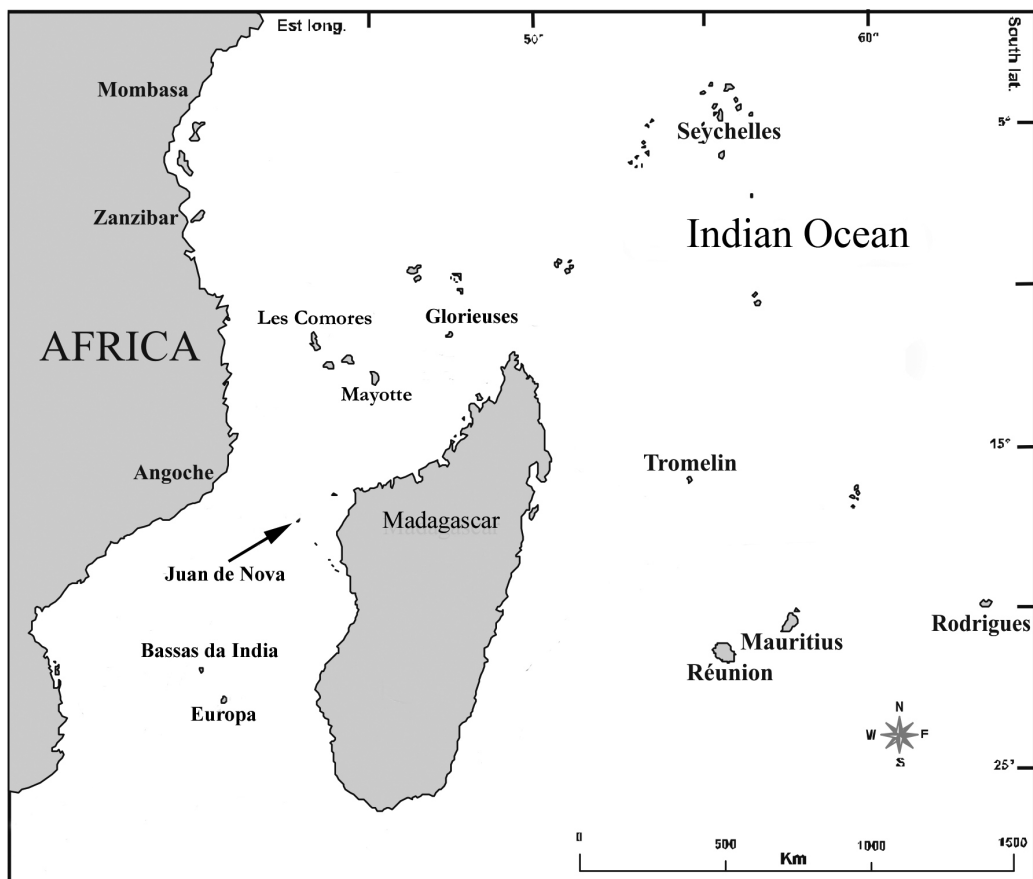 Est long.
50°
60°
South lat.
Mombasa
5°
Seychelles
Zanzibar
Indian Ocean
Les Comores
Glorieuses
AFRICA
Mayotte
15°
Angoche
Tromelin
Madagascar
Juan de Nova
Rodrigues
Mauritius
Bassas da India
Réunion
Europa
N
W E
S
25°
0 500 1000 1500
Km